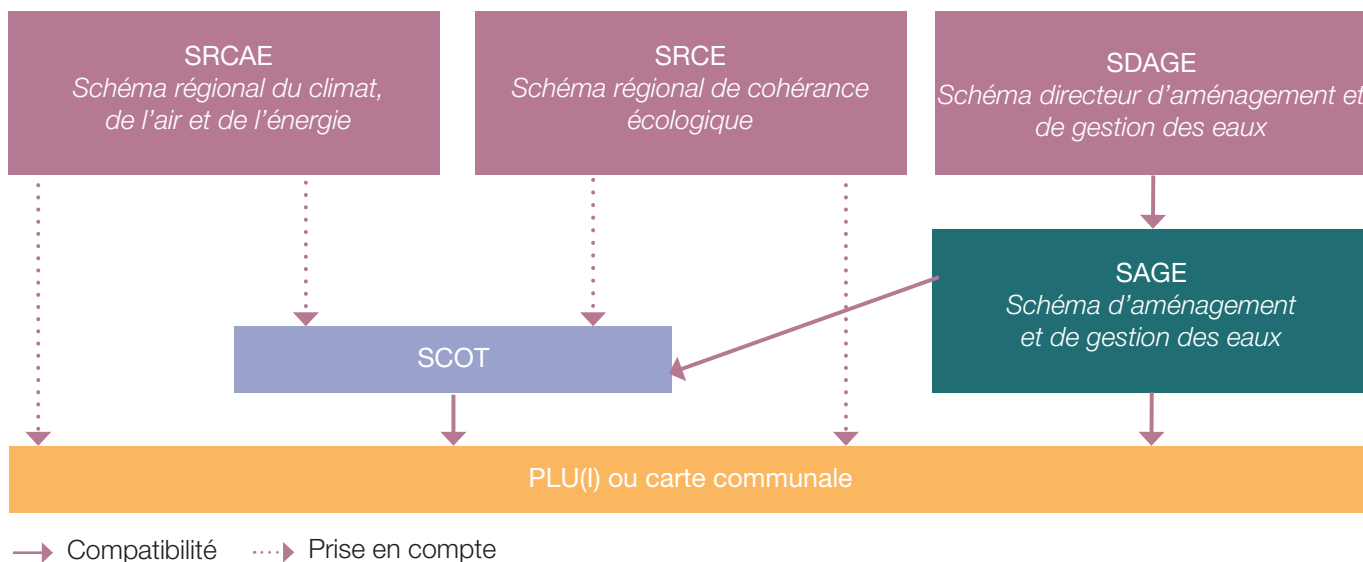 SRCAE
Schéma régional du climat,
de l'air et de l'énergie
SRCE
Schéma régional de cohérance
écologique
SDAGE
Schéma directeur d'aménagement et
de gestion des eaux
SAGE
Schéma d'aménagement
et de gestion des eaux
SCOT
PLU(I) ou carte communale
Compatibilité
Prise en compte